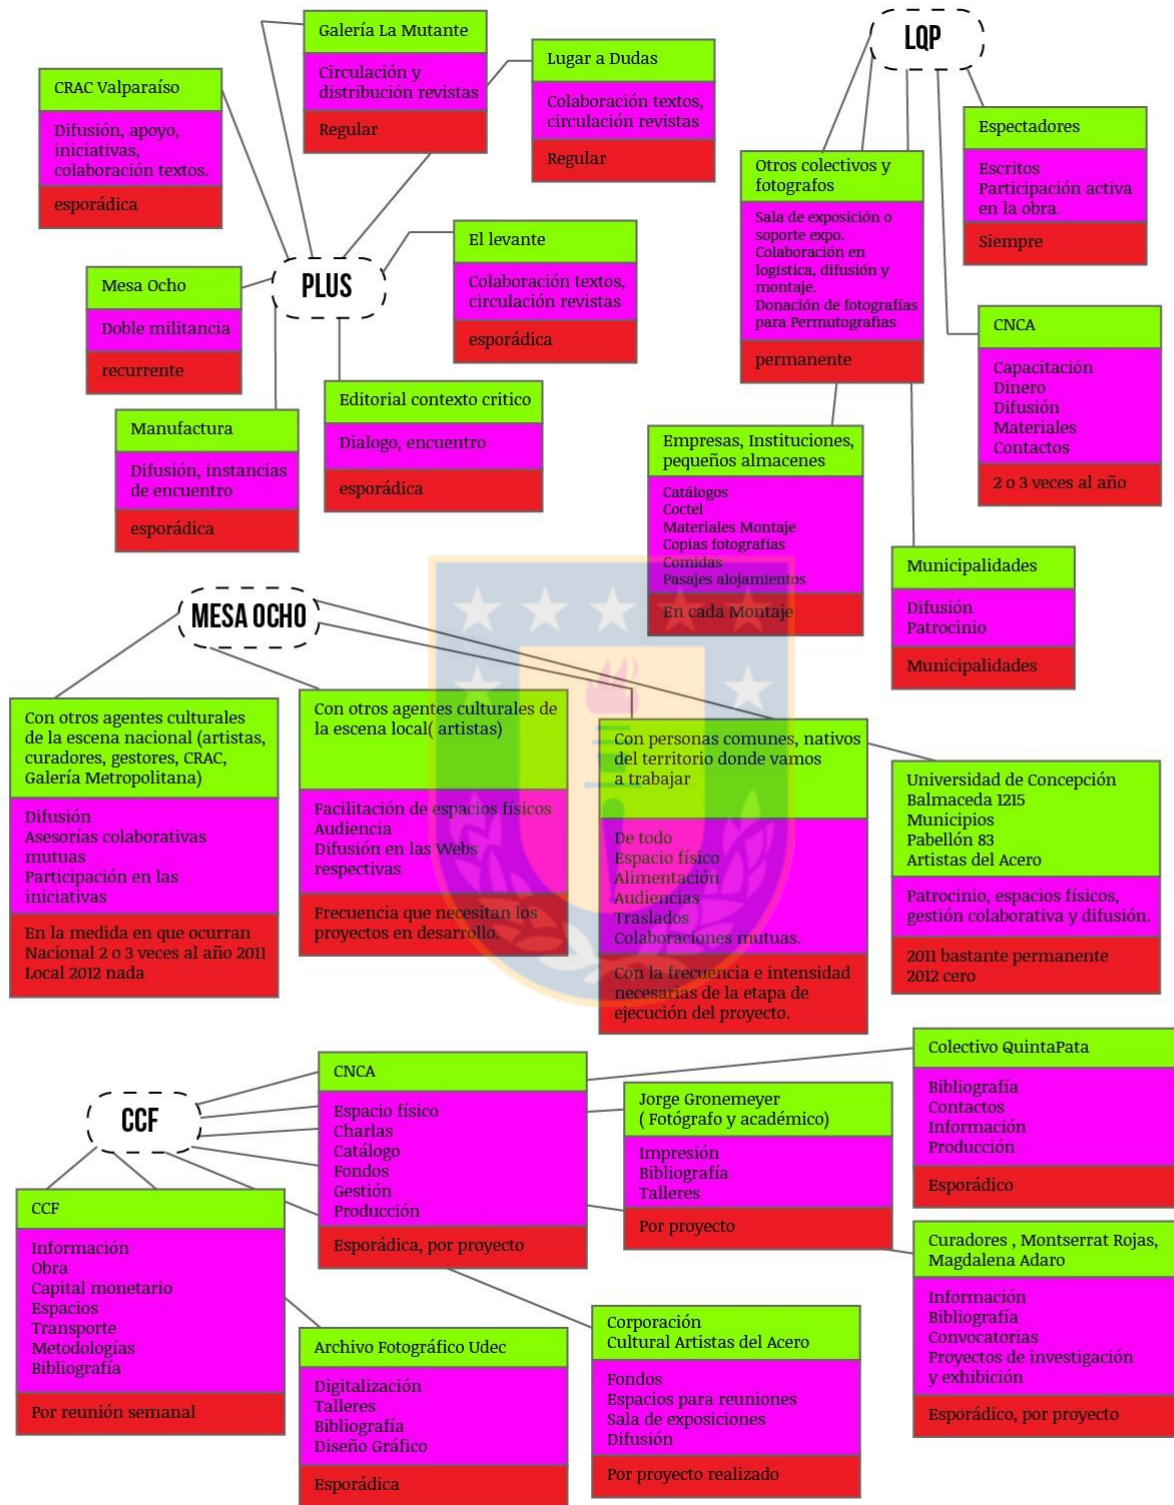 Galería La Mutante
Circulación y
distribución revistas
Regular
Lugar a Dudas
Colaboración textos,
circulación revistas
Regular
CRAC Valparaíso
Difusión, apoyo,
iniciativas,
colaboración textos.
esporádica
PLUS
El levante
Colaboración textos,
circulación revistas
esporádica
Mesa Ocho
Doble militancia
recurrente
Editorial contexto critico
Dialogo, encuentro
esporádica
Manufactura
Difusión, instancias
de encuentro
esporádica
LQP
Espectadores
Escritos
Participación activa
en la obra.
Siempre
Otros colectivos y
fotografos
Sala de exposición o
soporte expo.
Colaboración en
logística, difusión y
montaje.
Donación de fotografías
para Permutografias
permanente
CNCA
Capacitación
Dinero
Difusión
Materiales
Contactos
2 o 3 veces al año
Empresas, Instituciones,
pequeños almacenes
Catálogos
Coctel
Materiales Montaje
Copias fotografías
Comidas
Pasajes alojamientos
En cada Montaje
Municipalidades
Difusión
Patrocinio
Municipalidades
MESA OCHO
Con otros agentes culturales
de la escena nacional (artistas,
curadores, gestores, CRAC,
Galería Metropolitana)
Difusión
Asesorías colaborativas
mutuas
Participación en las
iniciativas
En la medida en que ocurran
Nacional 2 o 3 veces al año 2011
Local 2012 nada
Con otros agentes culturales de
la escena local( artistas)
Facilitación de espacios físicos
Audiencia
Difusión en las Webs
respectivas
Frecuencia que necesitan los
proyectos en desarrollo.
Con personas comunes, nativos
del territorio donde vamos
a trabajar
De todo
Espacio físico
Alimentación
Audiencias
Traslados
Colaboraciones mutuas.
Con la frecuencia e intensidad
necesarias de la etapa de
ejecución del proyecto.
Universidad de Concepción
Balmaceda 1215
Municipios
Pabellón 83
Artistas del Acero
Patrocinio, espacios físicos,
gestión colaborativa y difusión.
2011 bastante permanente
2012 cero
CCF
CNCA
Espacio físico
Charlas
Catálogo
Fondos
Gestión
Producción
Esporádica, por proyecto
Jorge Gronemeyer
( Fotógrafo y académico)
Impresión
Bibliografía
Talleres
Por proyecto
Colectivo QuintaPata
Bibliografía
Contactos
Información
Producción
Esporádico
CCF
Información
Obra
Capital monetario
Espacios
Transporte
Metodologías
Bibliografía
Por reunión semanal
Archivo Fotográfico Udec
Digitalización
Talleres
Bibliografía
Diseño Gráfico
Esporádica
Corporación
Cultural Artistas del Acero
Fondos
Espacios para reuniones
Sala de exposiciones
Difusión
Por proyecto realizado
Curadores , Montserrat Rojas,
Magdalena Adaro
Información
Bibliografía
Convocatorias
Proyectos de investigación
y exhibición
Esporádico, por proyecto